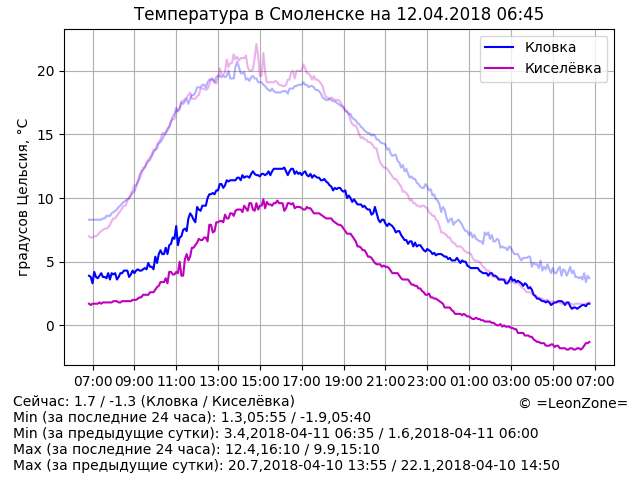 Температура в Смоленске на 12.04.2018 06:45
Кловка
Киселёвка
градусов Цельсия, °C
20
15
10
5
0
07:00 09:00 11:00 13:00 15:00 17:00 19:00 21:00 23:00 01:00 03:00 05:00 07:00
Сейчас: 1.7 / -1.3 (Кловка / Киселёвка)
© =LeonZone=
Min (за последние 24 часа): 1.3,05:55 / -1.9,05:40
Min (за предыдущие сутки): 3.4,2018-04-11 06:35 / 1.6,2018-04-11 06:00
Max (за последние 24 часа): 12.4,16:10 / 9.9,15:10
Max (за предыдущие сутки): 20.7,2018-04-10 13:55 / 22.1,2018-04-10 14:50